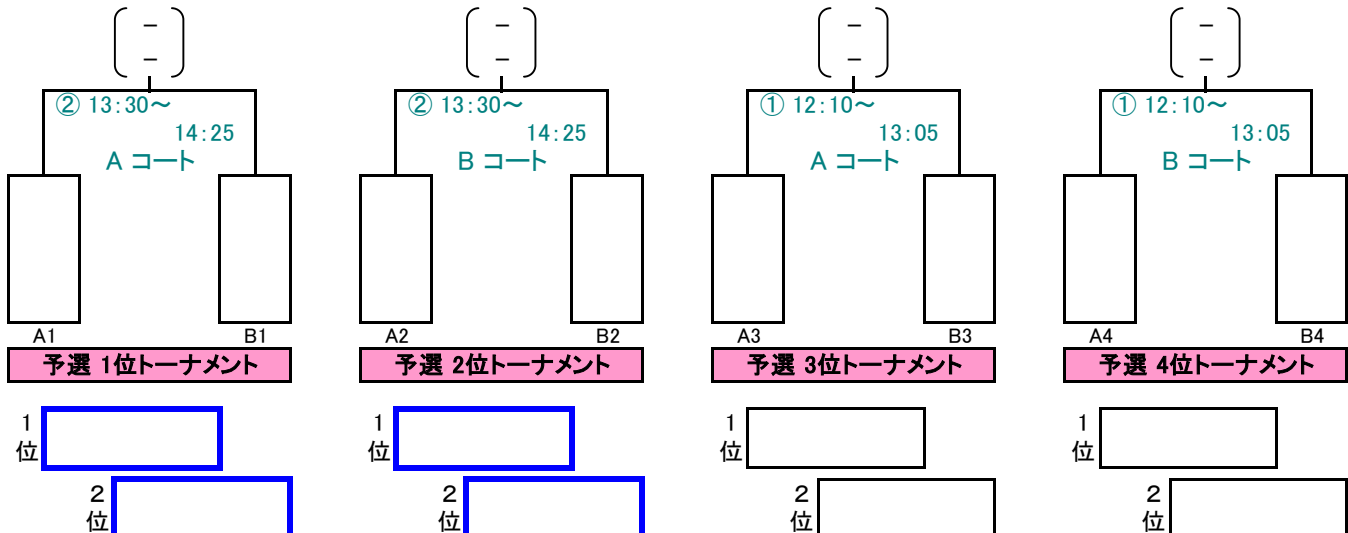 － － － －
－ － － －
② 13:30～ ② 13:30～ ① 12:10～ ① 12:10～
14:25 14:25 13:05 13:05
A コート B コート A コート B コート
A1 B1 A2 B2 A3 B3 A4 B4
予選 1位トーナメント 予選 2位トーナメント 予選 3位トーナメント 予選 4位トーナメント
1 1 1 1
位 位 位 位
2 2 2 2
位 位 位 位